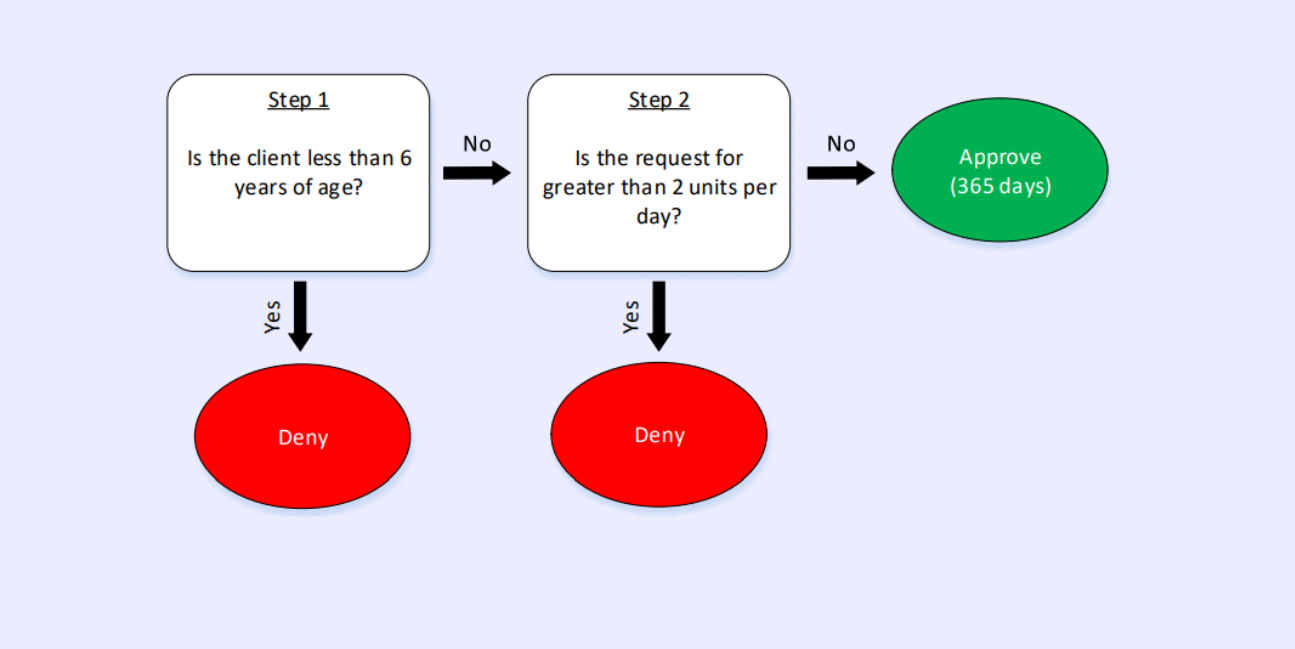 Step 1
Is the client less than 6
years of age?
No
Step 2
Is the request for
greater than 2 units per
day?
No
Approve
(365 days)
Yes
Yes
Deny
Deny